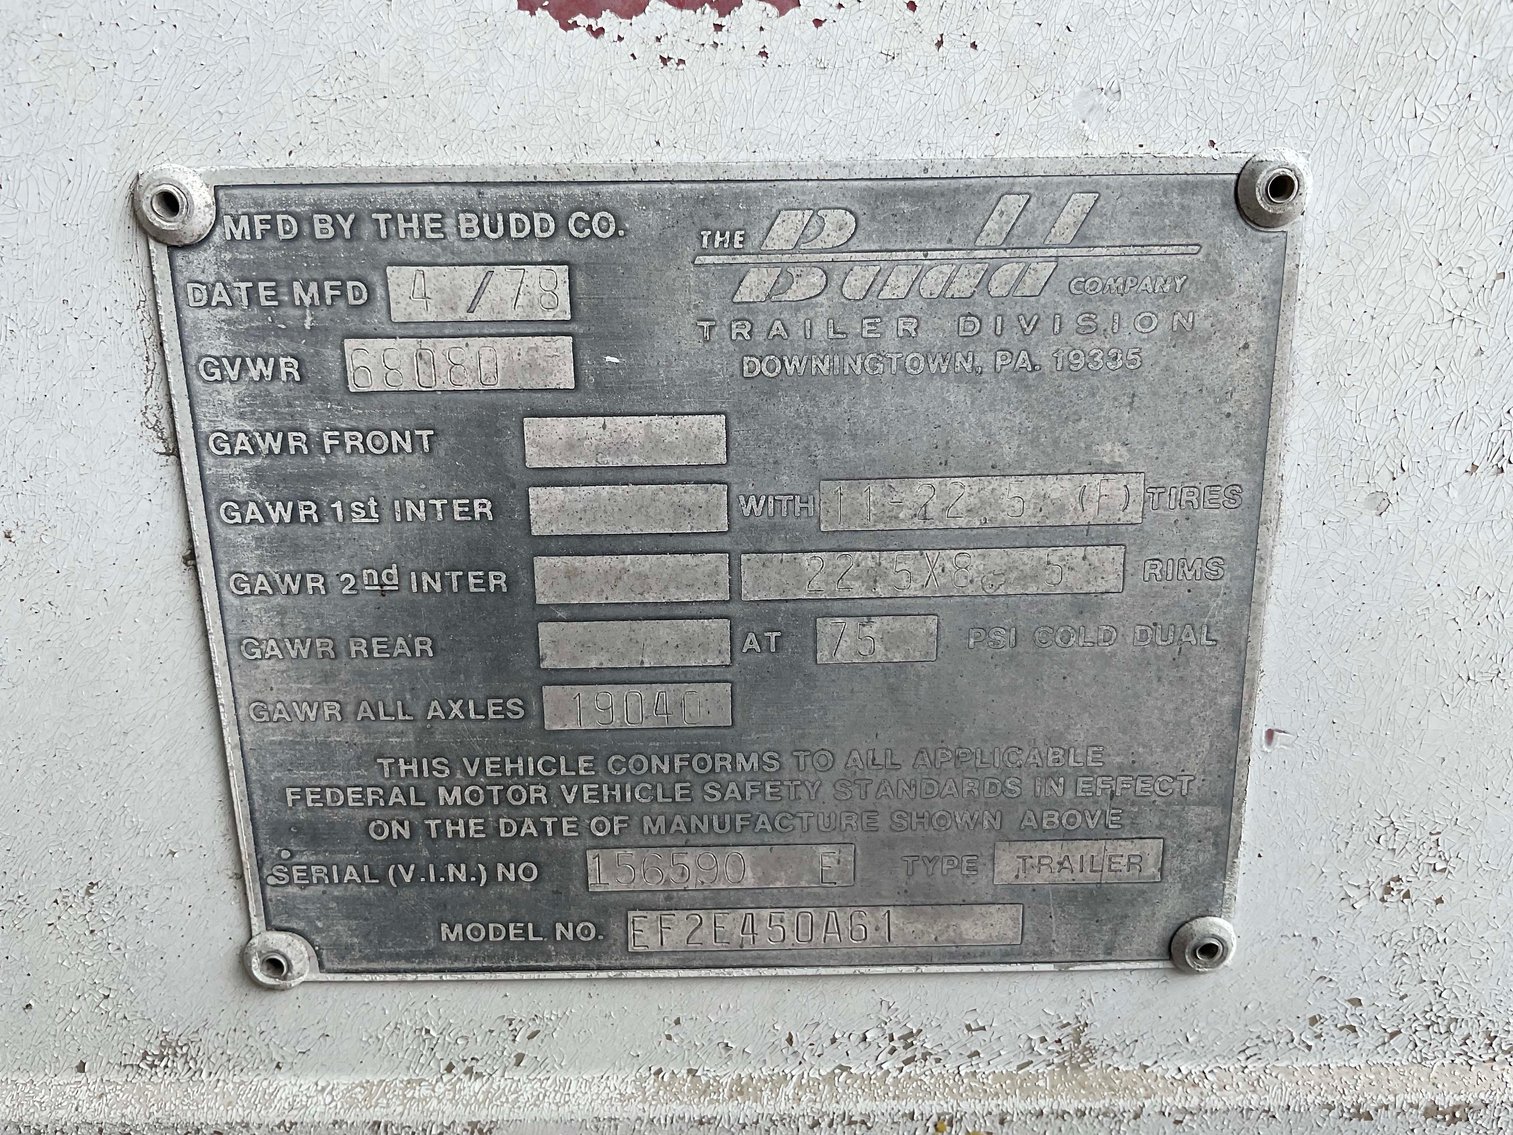 MFD BY THE BUDD CO.
THE Budd COMPANY
TRAILER DIVISION
DOWNINGTOWN, PA. 19335
DATE MFD 4 / 78
GVWR 68080
GAWR FRONT
GAWR 1st INTER
WITH 11-22.5 (F) TIRES
GAWR 2nd INTER
22.5X8. 5 RIMS
GAWR REAR
AT 75 PSI COLD DUAL
GAWR ALL AXLES 19040
THIS VEHICLE CONFORMS TO ALL APPLICABLE
FEDERAL MOTOR VEHICLE SAFETY STANDARDS IN EFFECT
ON THE DATE OF MANUFACTURE SHOWN ABOVE
SERIAL (V.I.N.) NO 156590 E TYPE TRAILER
MODEL NO. EF2E450A61